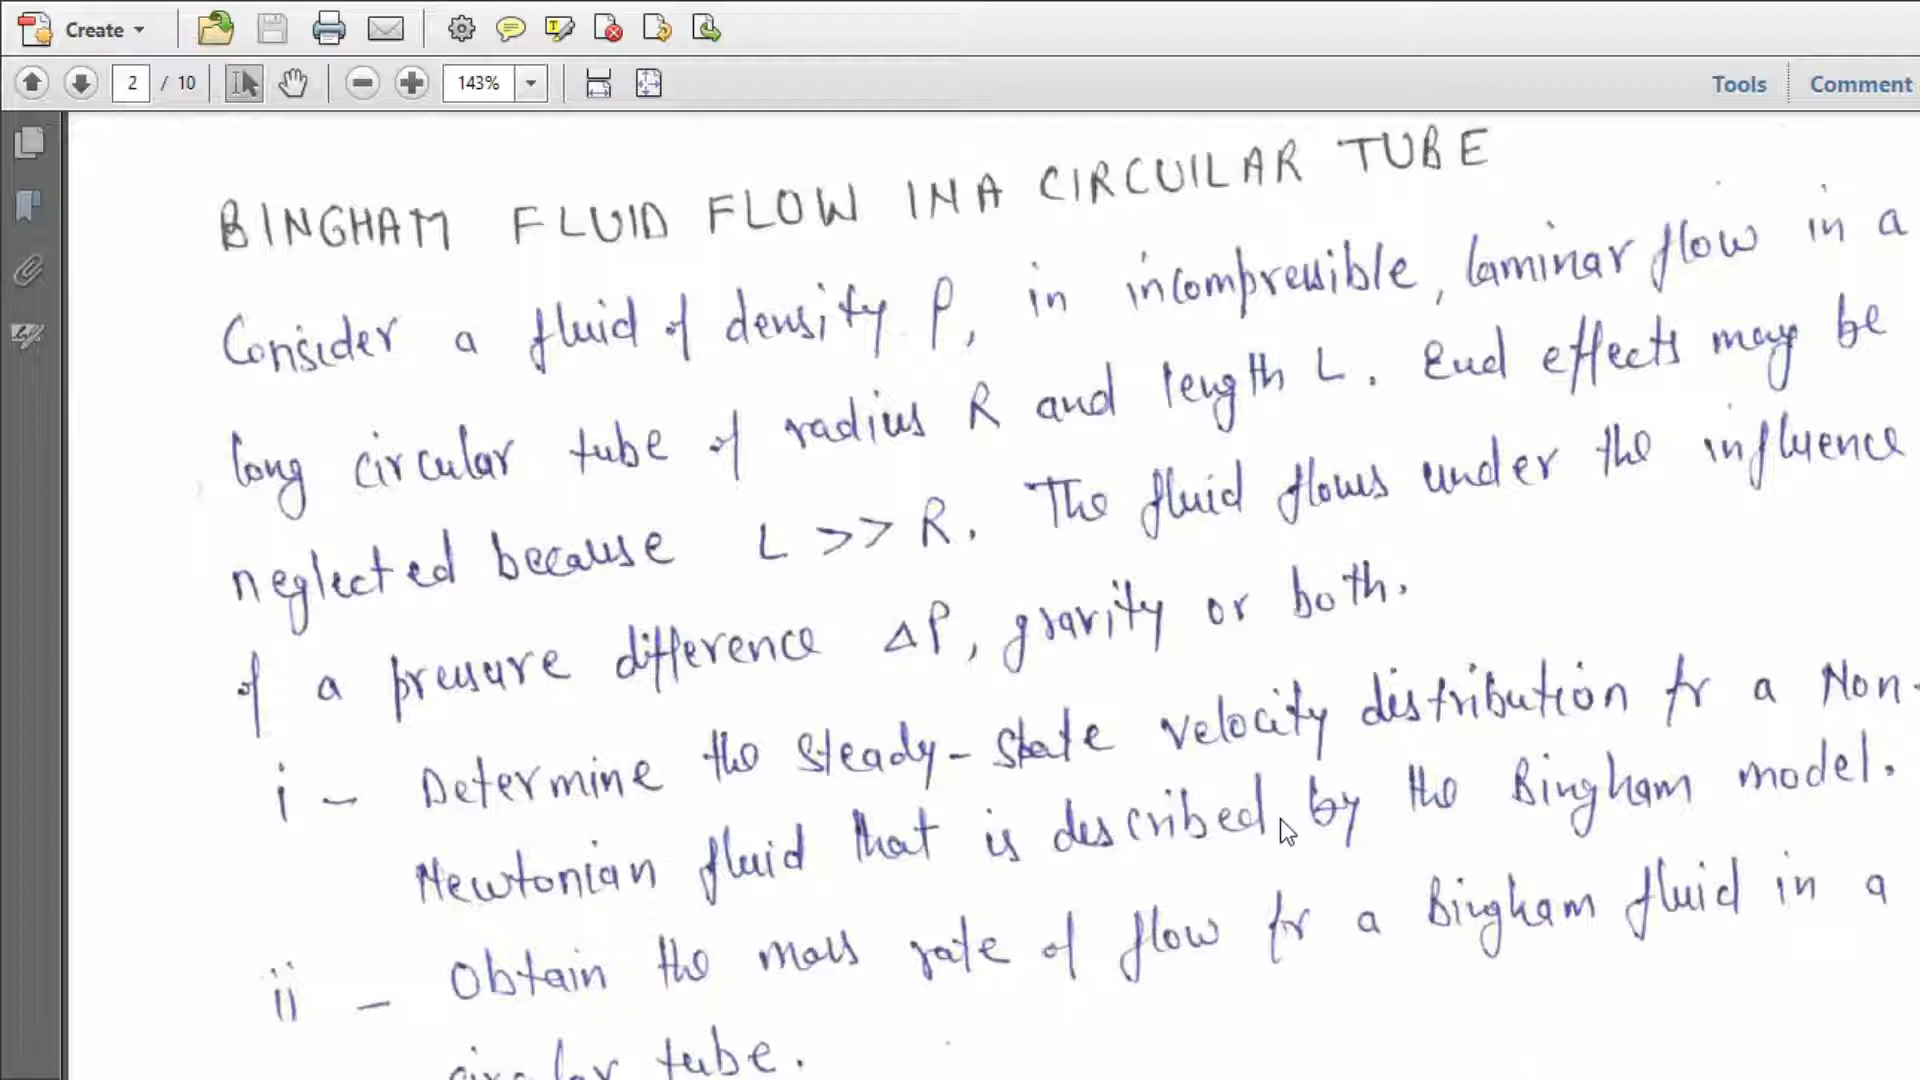 Create
2 / 10
143%
Tools
Comment
BINGHAM FLUID FLOW IN A CIRCUILAR TUBE
Consider a fluid of density ρ, in incompressible, laminar flow in a
long circular tube of radius R and length L. End effects may be
neglected because L >> R. The fluid flows under the influence
of a pressure difference ΔP, gravity or both.
i - Determine the steady-state velocity distribution fr a Non-
Newtonian fluid that is described by the Bingham model.
ii - Obtain the mass rate of flow fr a Bingham fluid in a
circular tube.